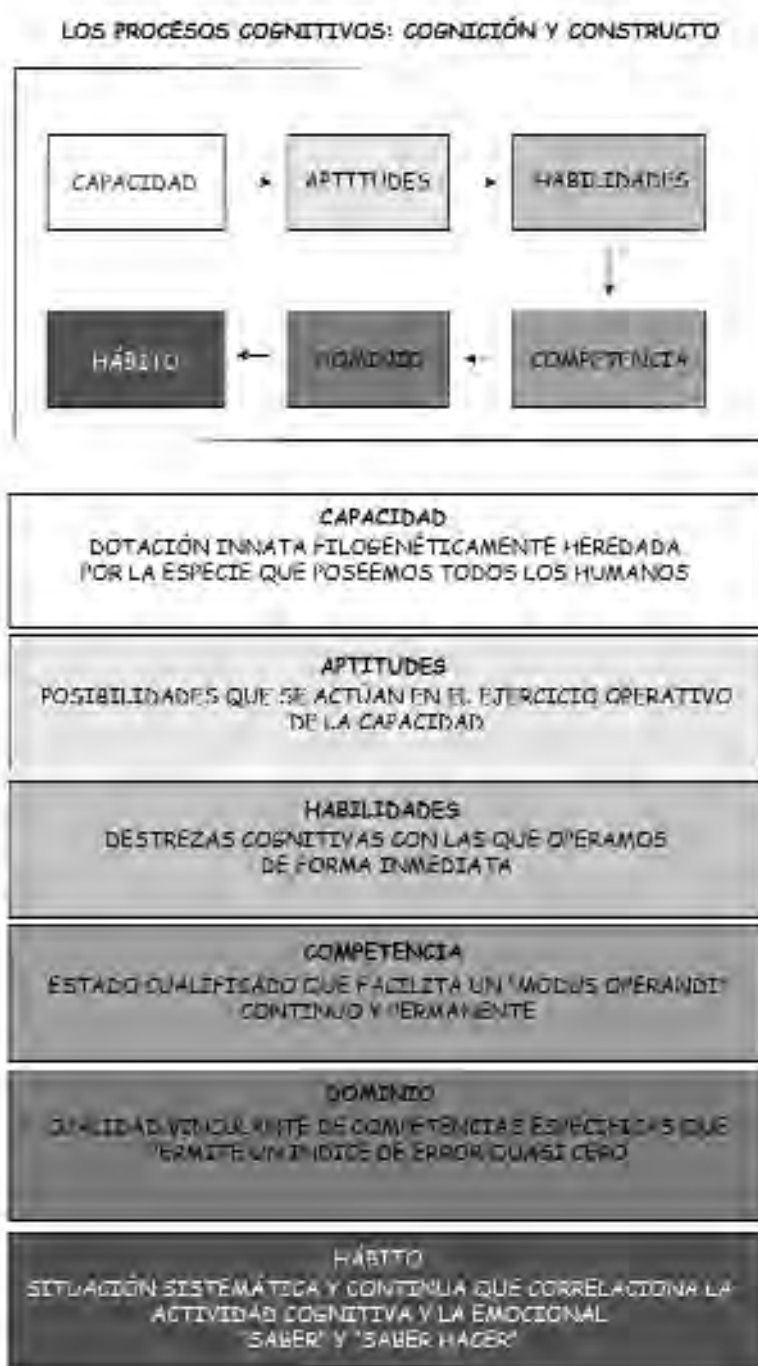 LOS PROCESOS COGNITIVOS: COGNICIÓN Y CONSTRUCTO
CAPACIDAD
APTITUDES
HABILIDADES
HÁBITO
DOMINIO
COMPETENCIA
CAPACIDAD
DOTACIÓN INNATA FILOGENÉTICAMENTE HEREDADA
POR LA ESPECIE QUE POSEEMOS TODOS LOS HUMANOS
APTITUDES
POSIBILIDADES QUE SE ACTÚAN EN EL EJERCICIO OPERATIVO
DE LA CAPACIDAD
HABILIDADES
DESTREZAS COGNITIVAS CON LAS QUE OPERAMOS
DE FORMA INMEDIATA
COMPETENCIA
ESTADO CUALIFICADO QUE FACILITA UN "MODUS OPERANDI"
CONTINUO Y PERMANENTE
DOMINIO
CUALIDAD VINCULANTE DE COMPETENCIAS ESPECÍFICAS QUE
PERMITE UN ÍNDICE DE ERROR QUASI CERO
HÁBITO
SITUACIÓN SISTEMÁTICA Y CONTINUA QUE CORRELACIONA LA
ACTIVIDAD COGNITIVA Y LA EMOCIONAL
"SABER" Y "SABER HACER"